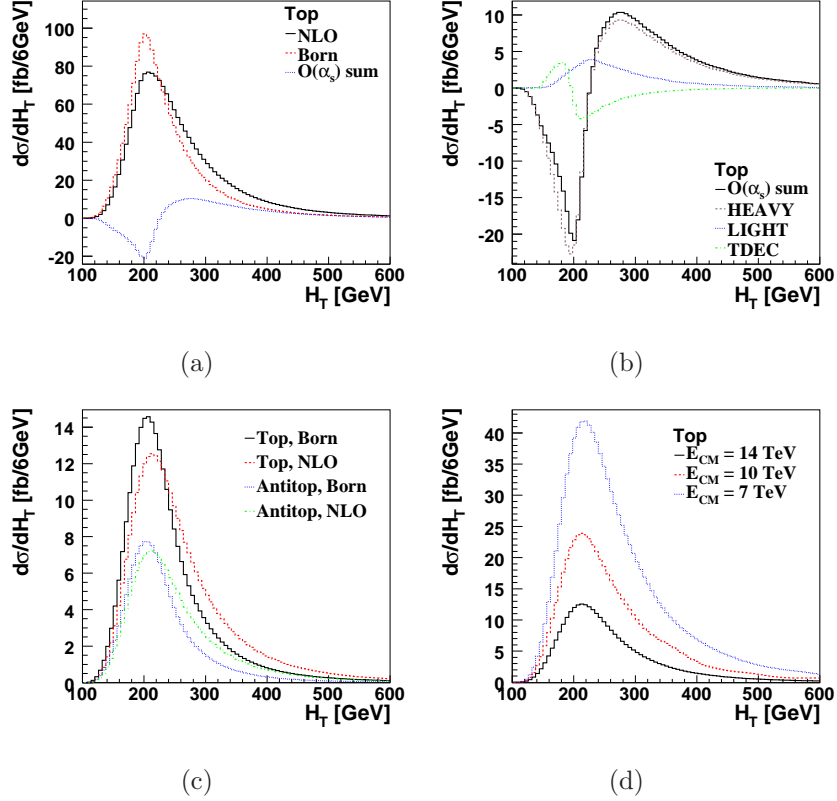 dσ/dH_T [fb/6GeV]
100
80
60
40
20
0
-20
Top
NLO
Born
O(α_s) sum
100 200 300 400 500 600
H_T [GeV]
(a)
dσ/dH_T [fb/6GeV]
10
5
0
-5
-10
-15
-20
Top
O(α_s) sum
HEAVY
LIGHT
TDEC
100 200 300 400 500 600
H_T [GeV]
(b)
dσ/dH_T [fb/6GeV]
14
12
10
8
6
4
2
0
Top, Born
Top, NLO
Antitop, Born
Antitop, NLO
100 200 300 400 500 600
H_T [GeV]
(c)
dσ/dH_T [fb/6GeV]
40
35
30
25
20
15
10
5
0
Top
E_CM = 14 TeV
E_CM = 10 TeV
E_CM = 7 TeV
100 200 300 400 500 600
H_T [GeV]
(d)